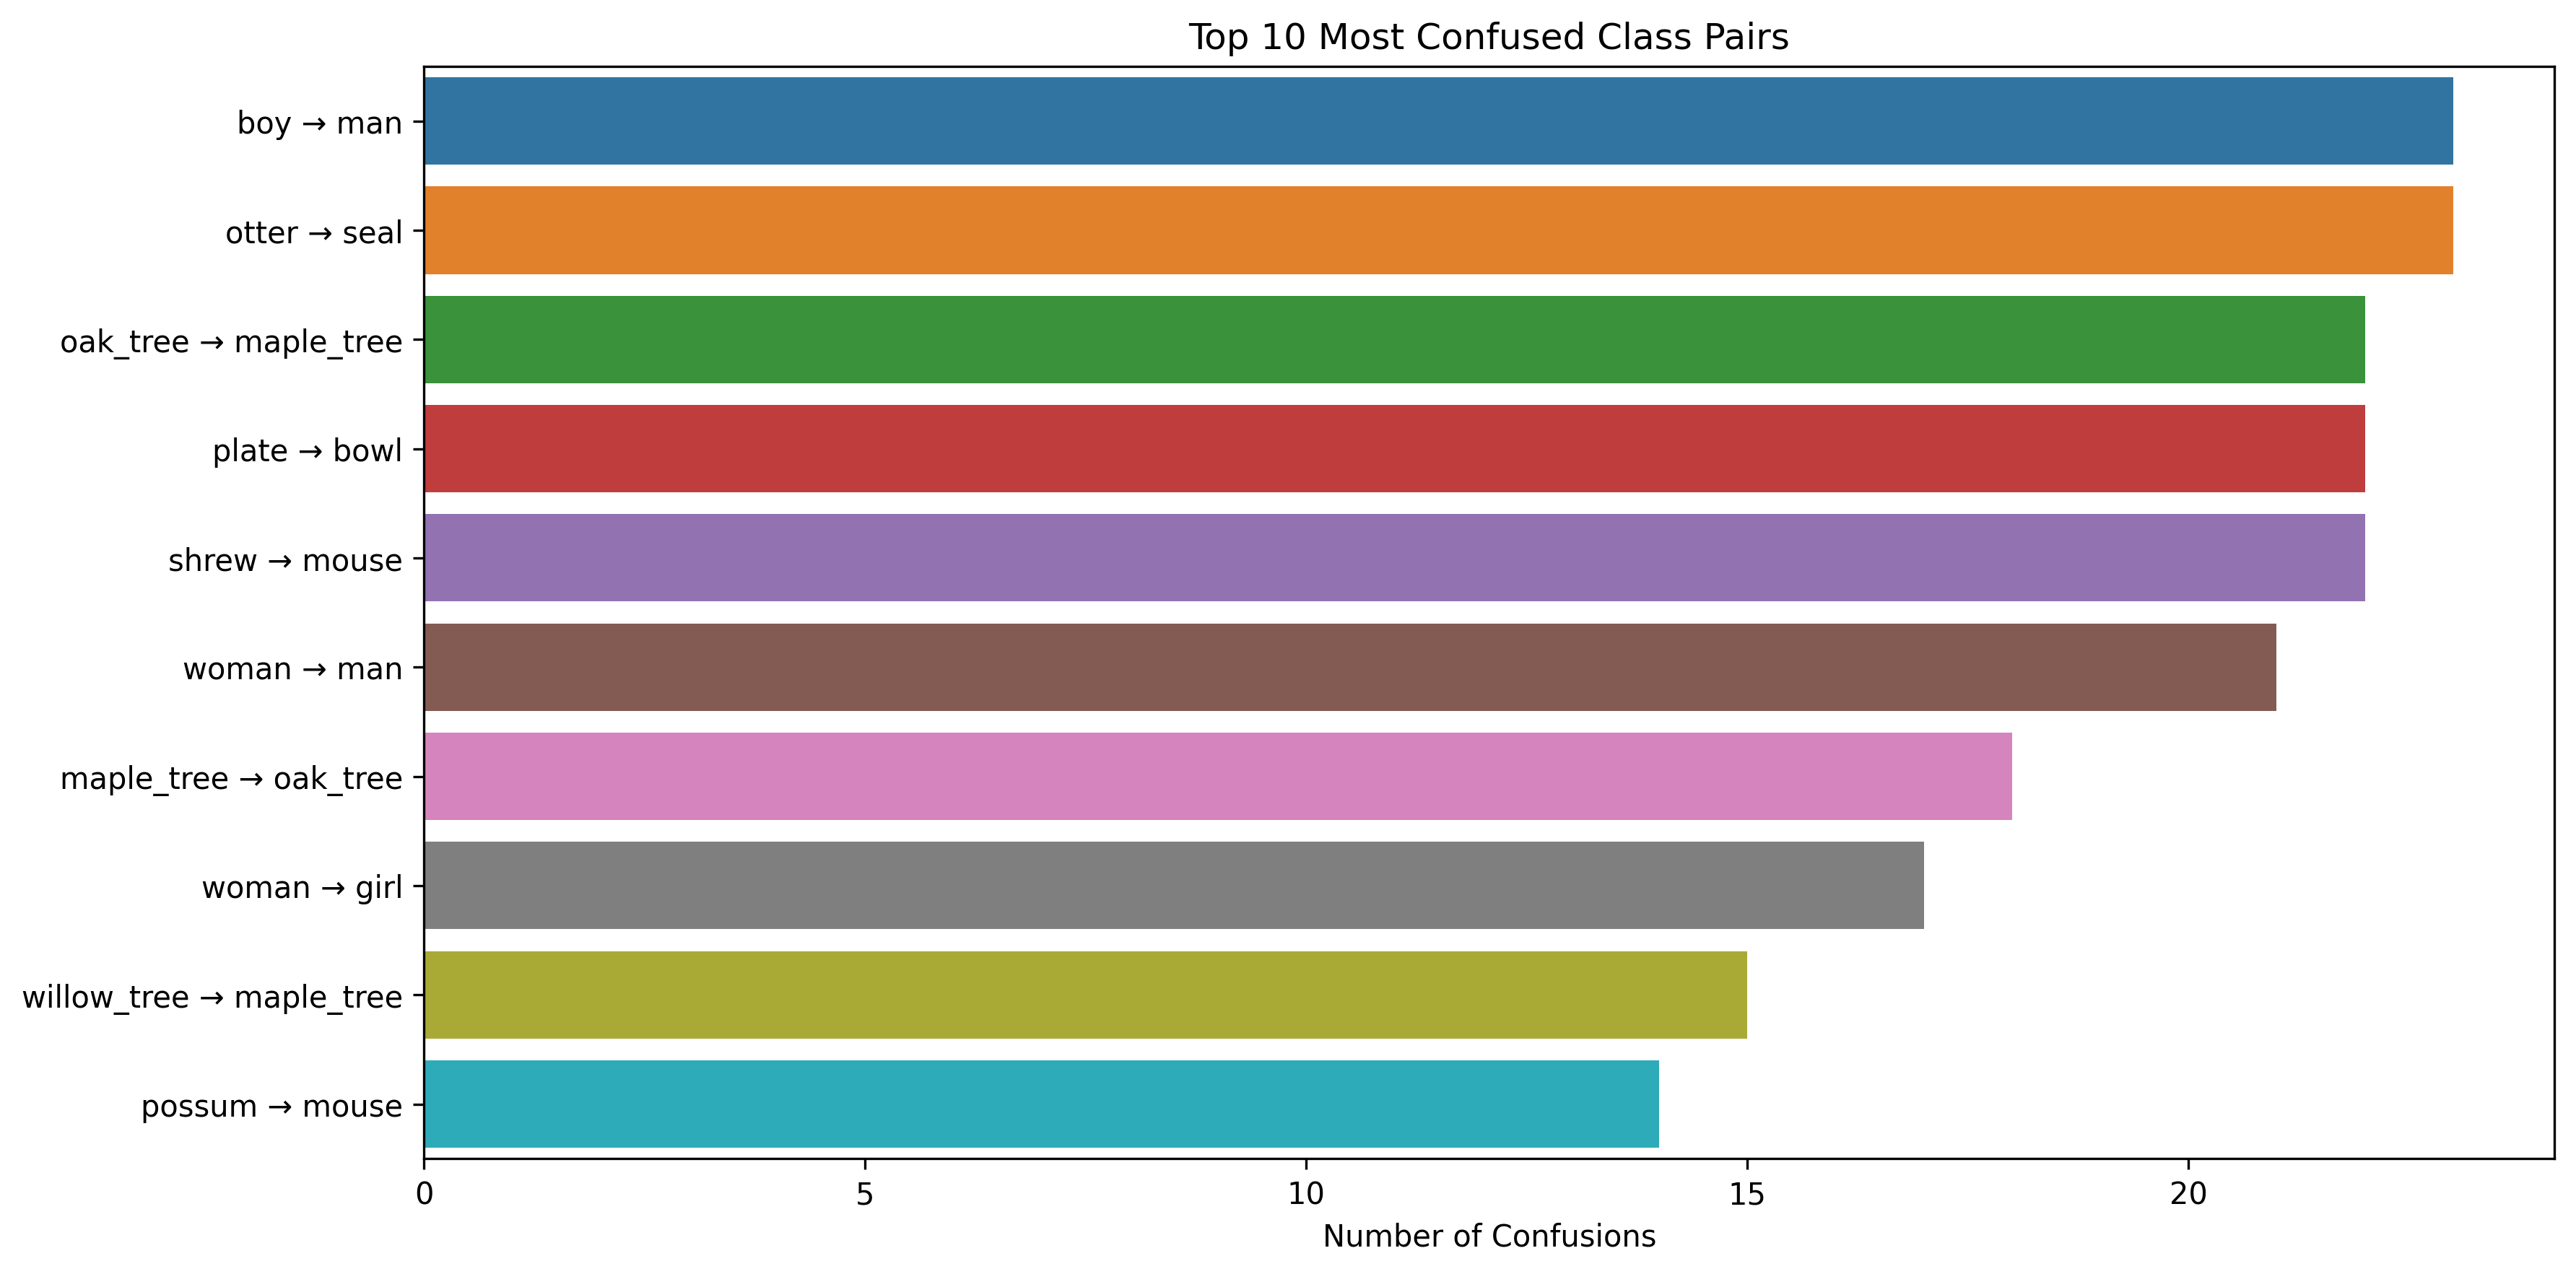 Top 10 Most Confused Class Pairs
boy → man
otter → seal
oak_tree → maple_tree
plate → bowl
shrew → mouse
woman → man
maple_tree → oak_tree
woman → girl
willow_tree → maple_tree
possum → mouse
0 5 10 15 20
Number of Confusions